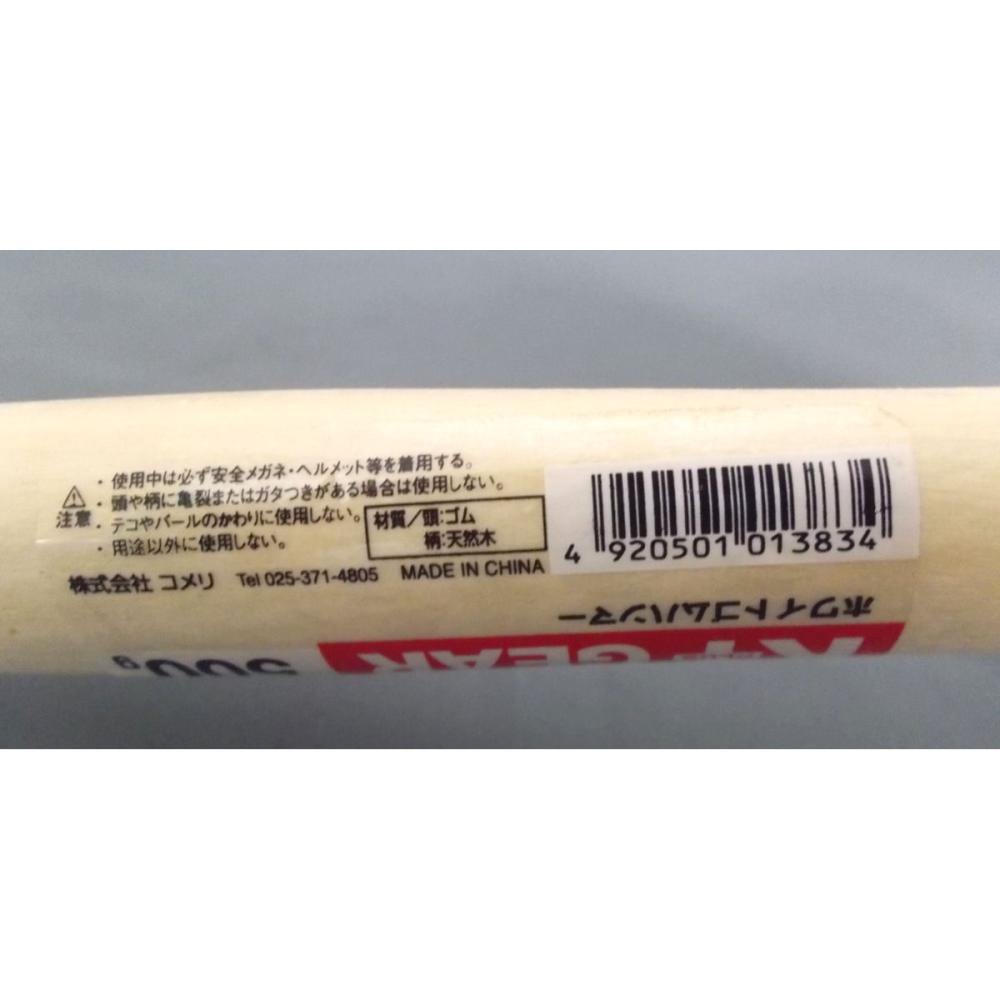 ・使用中は必ず安全メガネ・ヘルメット等を着用する。
・頭や柄に亀裂またはガタつきがある場合は使用しない。
・テコやバールのかわりに使用しない。
・用途以外に使用しない。
注意
材質／頭:ゴム
柄:天然木
株式会社 コメリ Tel 025-371-4805 MADE IN CHINA
4 920501 013834
ホワイトゴムハンマー
GEAR
500g